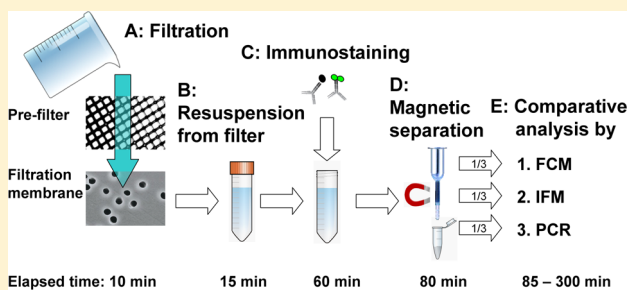 A: Filtration
C: Immunostaining
B:
Resuspension
from filter
D:
Magnetic
separation
E: Comparative
analysis by
Pre-filter
Filtration
membrane
1/3
1. FCM
1/3
2. IFM
1/3
3. PCR
Elapsed time: 10 min
15 min
60 min
80 min
85 – 300 min